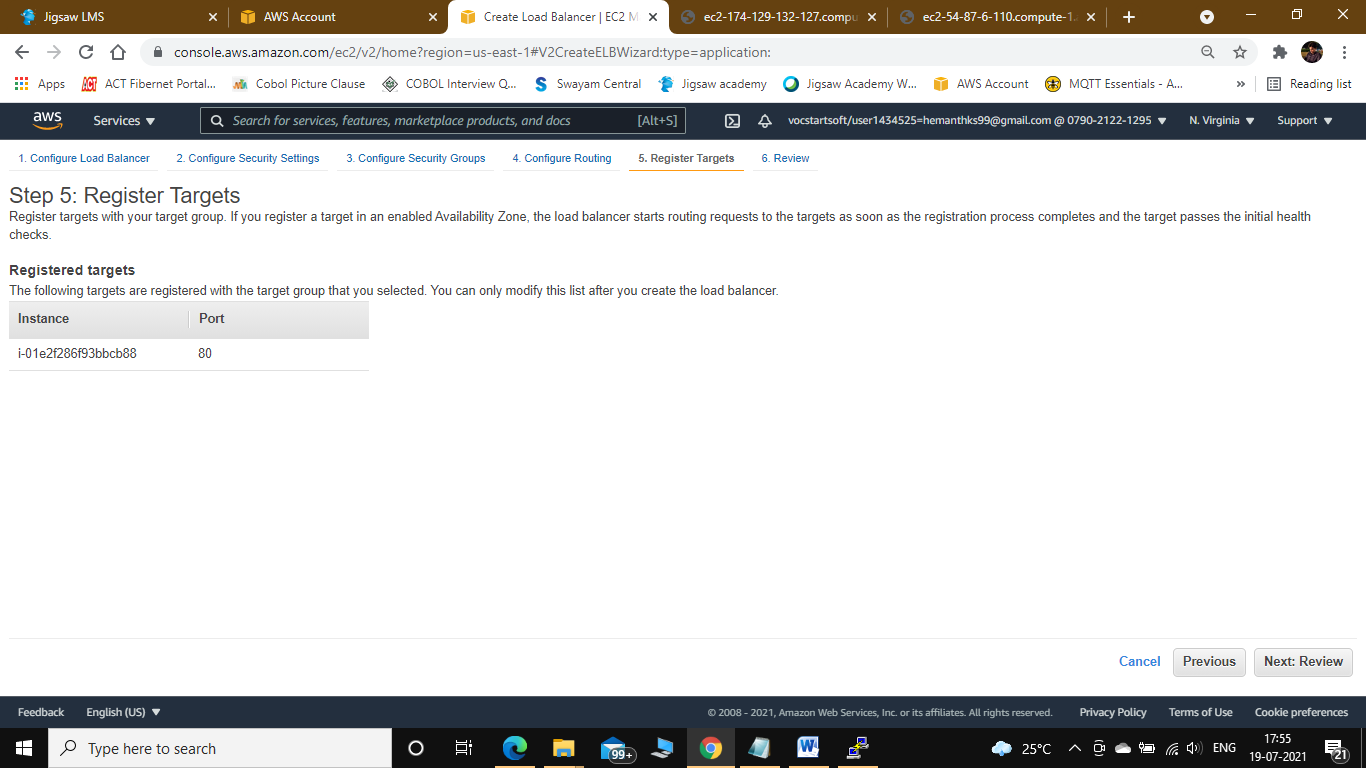 Jigsaw LMS
AWS Account
Create Load Balancer | EC2 M
ec2-174-129-132-127.compu
ec2-54-87-6-110.compute-1.
console.aws.amazon.com/ec2/v2/home?region=us-east-1#V2CreateELBWizard:type=application:
Apps
ACT Fibernet Portal...
Cobol Picture Clause
COBOL Interview Q...
Swayam Central
Jigsaw academy
Jigsaw Academy W...
AWS Account
MQTT Essentials - A...
»
Reading list
aws
Services
Search for services, features, marketplace products, and docs
[Alt+S]
vocstartsoft/user1434525=hemanthks99@gmail.com @ 0790-2122-1295
N. Virginia
Support
1. Configure Load Balancer
2. Configure Security Settings
3. Configure Security Groups
4. Configure Routing
5. Register Targets
6. Review
Step 5: Register Targets
Register targets with your target group. If you register a target in an enabled Availability Zone, the load balancer starts routing requests to the targets as soon as the registration process completes and the target passes the initial health
checks.
Registered targets
The following targets are registered with the target group that you selected. You can only modify this list after you create the load balancer.
Instance Port
i-01e2f286f93bbcb88 80
Cancel
Previous
Next: Review
Feedback
English (US)
© 2008 - 2021, Amazon Web Services, Inc. or its affiliates. All rights reserved.
Privacy Policy
Terms of Use
Cookie preferences
Type here to search
99+
25°C
ENG
17:55
19-07-2021
21